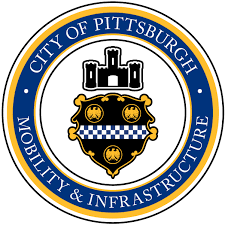 CITY OF PITTSBURGH
MOBILITY & INFRASTRUCTURE